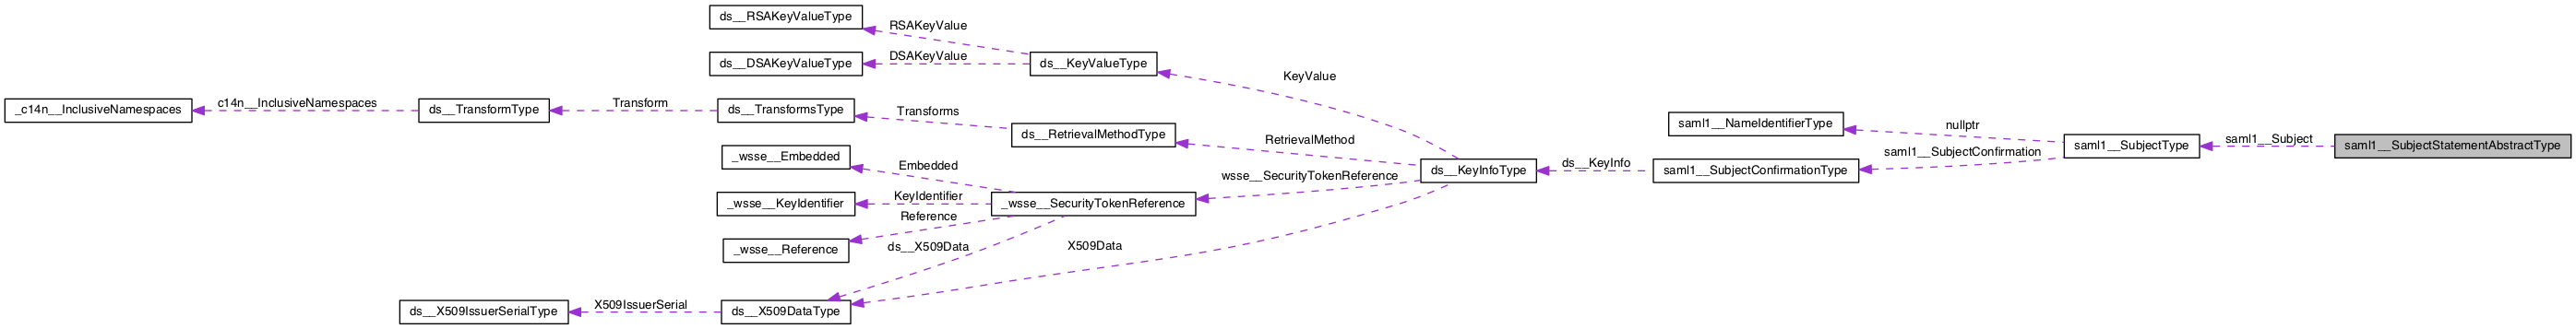 ds__RSAKeyValueType
RSAKeyValue
ds__DSAKeyValueType
DSAKeyValue
ds__KeyValueType
KeyValue
_c14n__InclusiveNamespaces
c14n__InclusiveNamespaces
ds__TransformType
Transform
ds__TransformsType
Transforms
ds__RetrievalMethodType
RetrievalMethod
saml1__NameIdentifierType
nullptr
saml1__SubjectType
saml1__Subject
saml1__SubjectStatementAbstractType
_wsse__Embedded
Embedded
wsse__SecurityTokenReference
ds__KeyInfoType
ds__KeyInfo
saml1__SubjectConfirmationType
saml1__SubjectConfirmation
_wsse__KeyIdentifier
KeyIdentifier
_wsse__SecurityTokenReference
Reference
_wsse__Reference
ds__X509Data
X509Data
ds__X509IssuerSerialType
X509IssuerSerial
ds__X509DataType